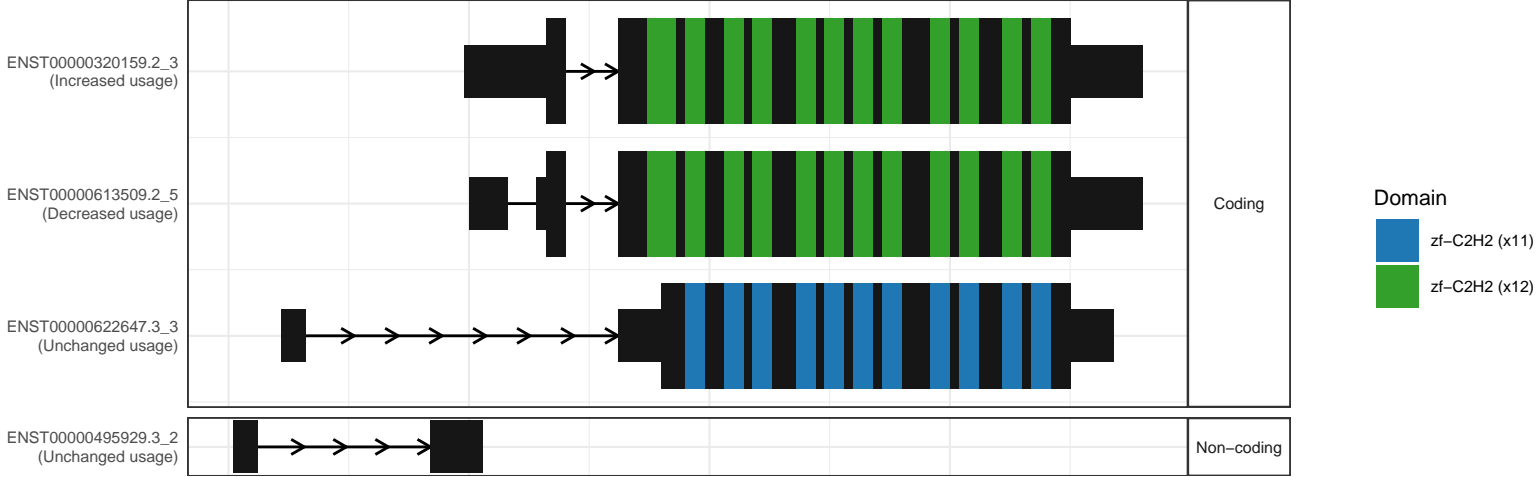 ENST00000320159.2_3
(Increased usage)
ENST00000613509.2_5
(Decreased usage)
ENST00000622647.3_3
(Unchanged usage)
ENST00000495929.3_2
(Unchanged usage)
Coding
Non−coding
Domain
zf−C2H2 (x11)
zf−C2H2 (x12)